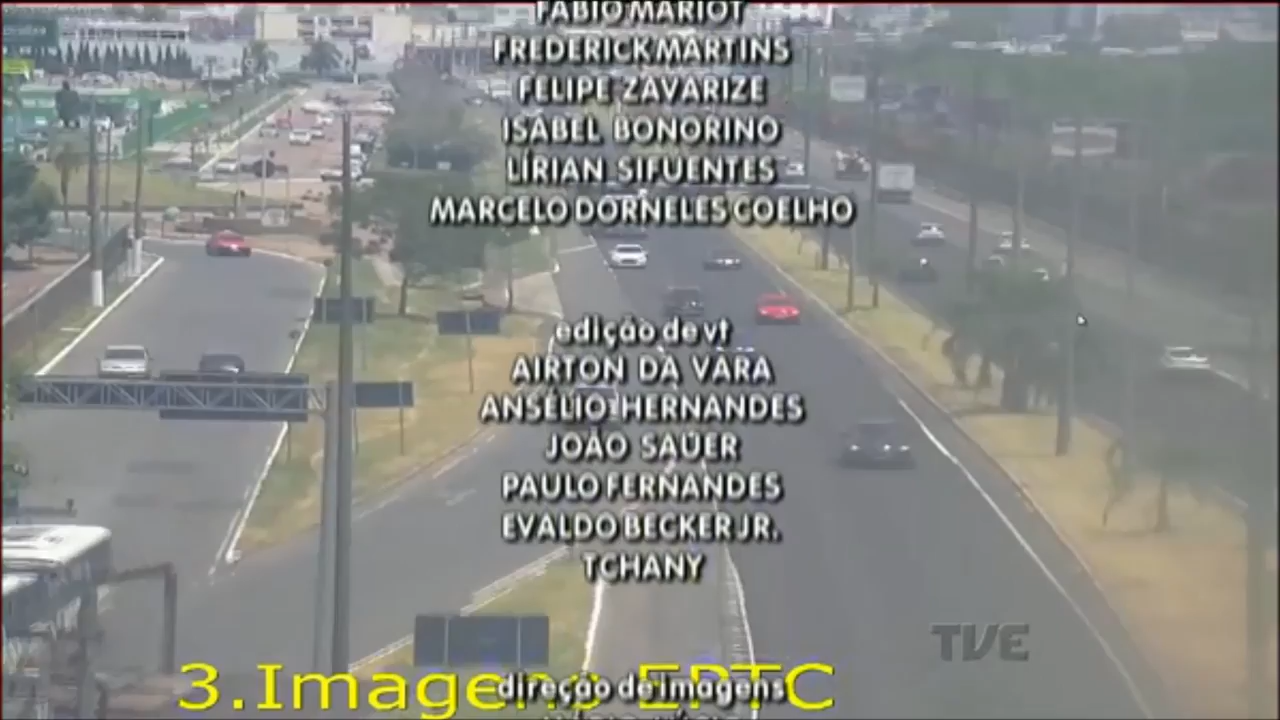 FÁBIO MARIOT
FREDERICK MARTINS
FELIPE ZAVARIZE
ISABEL BONORINO
LÍRIAN SIFUENTES
MARCELO DORNELES COELHO
edição de vt
AIRTON DA VARA
ANSÉLIO HERNANDES
JOÃO SAUER
PAULO FERNANDES
EVALDO BECKER JR.
TCHANY
TVE
3.Imagens EPTC
direção de imagens